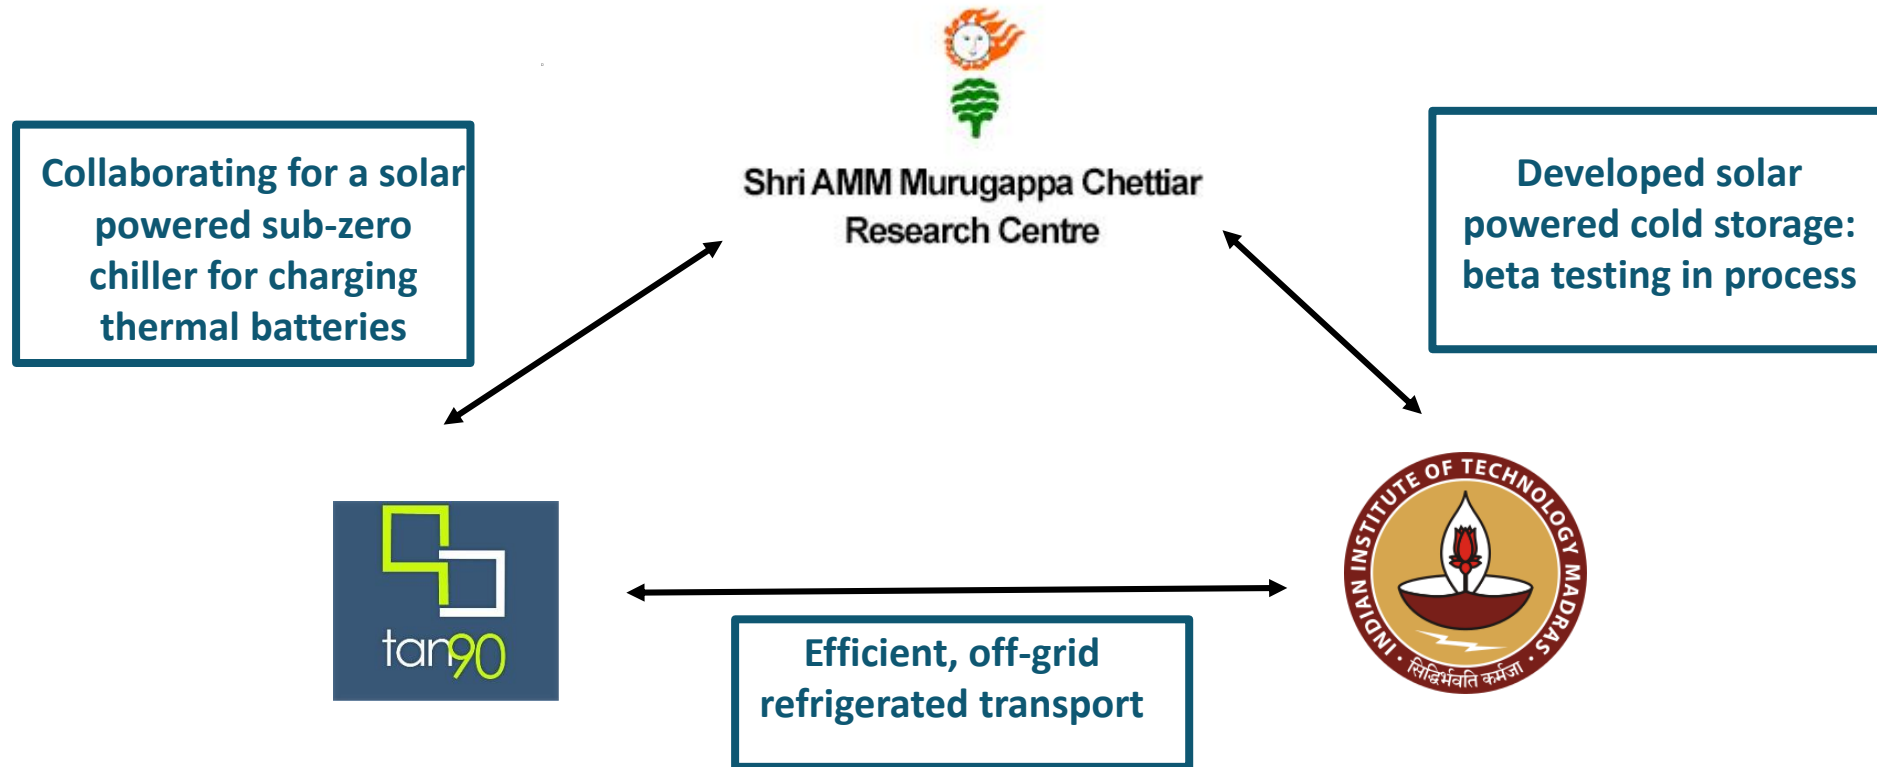 Shri AMM Murugappa Chettiar
Research Centre
Collaborating for a solar
powered sub-zero
chiller for charging
thermal batteries
Developed solar
powered cold storage:
beta testing in process
tan90
INDIAN INSTITUTE OF TECHNOLOGY MADRAS
सिद्धिर्भवति कर्मजा
Efficient, off-grid
refrigerated transport